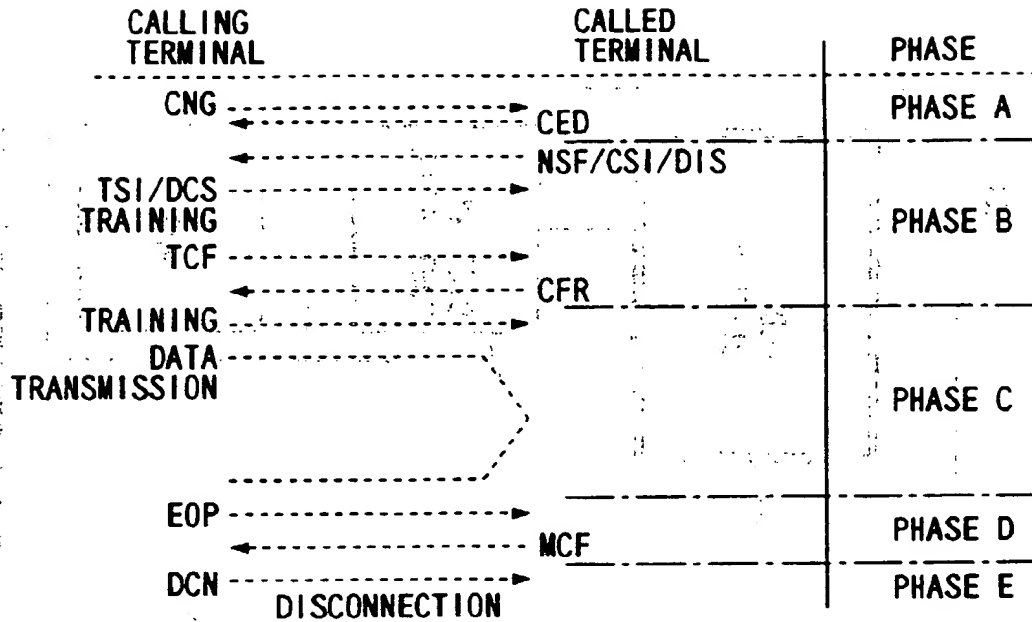 CALLING
TERMINAL
CALLED
TERMINAL
PHASE
CNG
CED
PHASE A
NSF/CSI/DIS
TSI/DCS
TRAINING
TCF
CFR
PHASE B
TRAINING
DATA
TRANSMISSION
PHASE C
EOP
MCF
PHASE D
DCN
DISCONNECTION
PHASE E